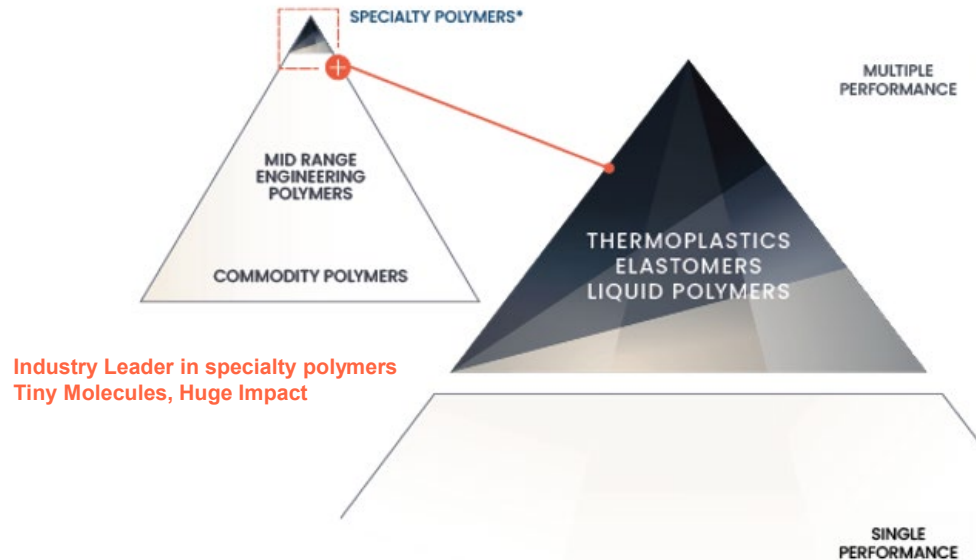 SPECIALTY POLYMERS*
MULTIPLE
PERFORMANCE
MID RANGE
ENGINEERING
POLYMERS
COMMODITY POLYMERS
THERMOPLASTICS
ELASTOMERS
LIQUID POLYMERS
Industry Leader in specialty polymers
Tiny Molecules, Huge Impact
SINGLE
PERFORMANCE